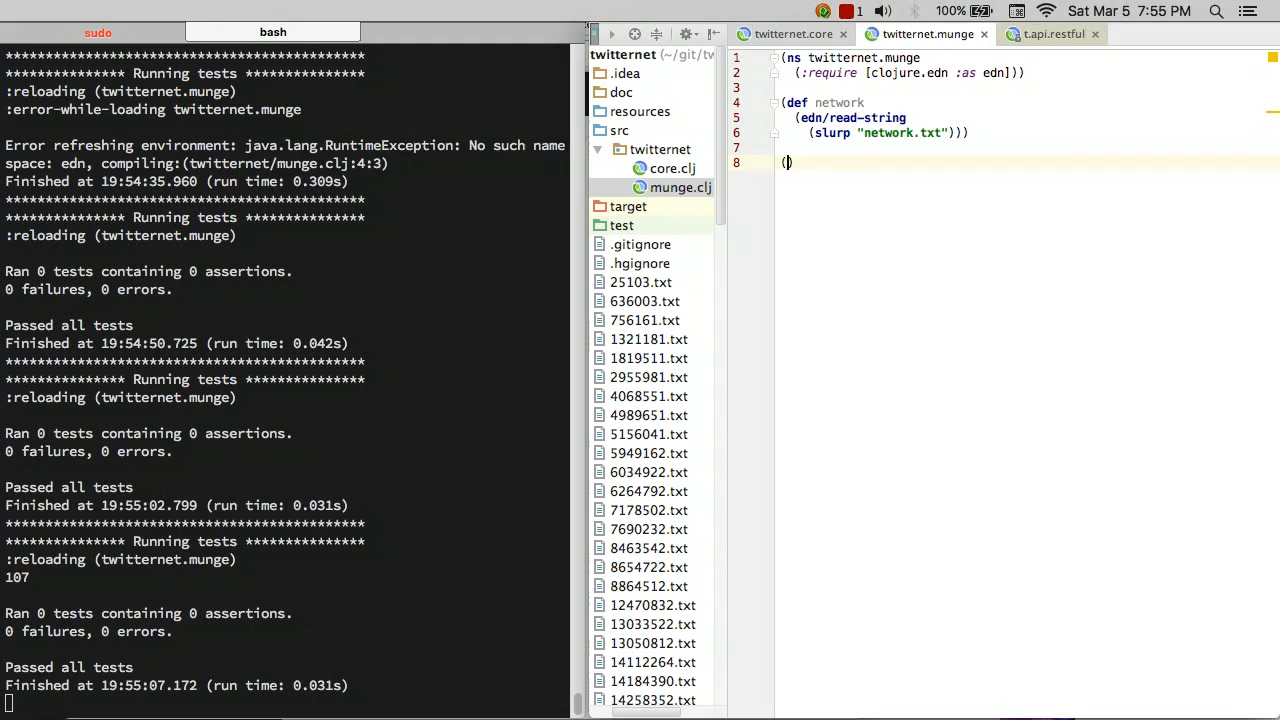 1 100% Sat Mar 5 7:55 PM
sudo bash
*********************************************
**************** Running tests ***************
:reloading (twitternet.munge)
:error-while-loading twitternet.munge
Error refreshing environment: java.lang.RuntimeException: No such name
space: edn, compiling:(twitternet/munge.clj:4:3)
Finished at 19:54:35.960 (run time: 0.309s)
*********************************************
*************** Running tests ***************
:reloading (twitternet.munge)
Ran 0 tests containing 0 assertions.
0 failures, 0 errors.
Passed all tests
Finished at 19:54:50.725 (run time: 0.042s)
*********************************************
*************** Running tests ***************
:reloading (twitternet.munge)
Ran 0 tests containing 0 assertions.
0 failures, 0 errors.
Passed all tests
Finished at 19:55:02.799 (run time: 0.031s)
*********************************************
*************** Running tests ***************
:reloading (twitternet.munge)
107
Ran 0 tests containing 0 assertions.
0 failures, 0 errors.
Passed all tests
Finished at 19:55:07.172 (run time: 0.031s)
twitternet (~/git/tw
.idea
doc
resources
src
twitternet
core.clj
munge.clj
target
test
.gitignore
.hgignore
25103.txt
636003.txt
756161.txt
1321181.txt
1819511.txt
2955981.txt
4068551.txt
4989651.txt
5156041.txt
5949162.txt
6034922.txt
6264792.txt
7178502.txt
7690232.txt
8463542.txt
8654722.txt
8864512.txt
12470832.txt
13033522.txt
13050812.txt
14112264.txt
14184390.txt
14258352.txt
twitternet.core twitternet.munge t.api.restful
1 (ns twitternet.munge
2 (:require [clojure.edn :as edn]))
3
4 (def network
5 (edn/read-string
6 (slurp "network.txt")))
7
8 ()